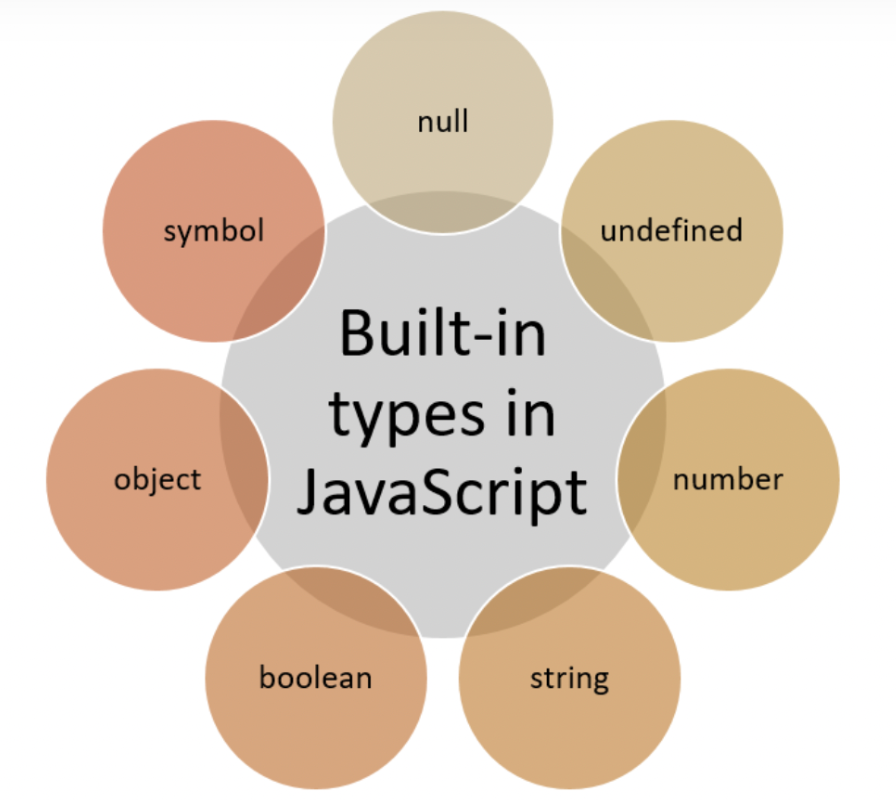 null
undefined
number
string
boolean
object
symbol
Built-in
types in
JavaScript